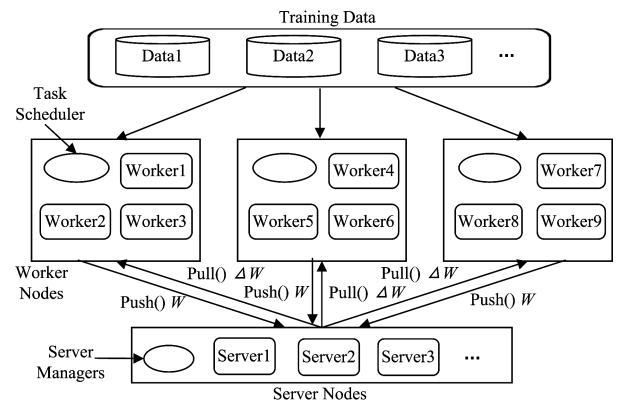 Training Data
Data1 Data2 Data3 ...
Task
Scheduler
Worker1 Worker4 Worker7
Worker2 Worker3 Worker5 Worker6 Worker8 Worker9
Worker
Nodes
Pull() ΔW Pull() ΔW
Push() W Push() W Pull() ΔW Push() W
Server
Managers
Server1 Server2 Server3 ...
Server Nodes